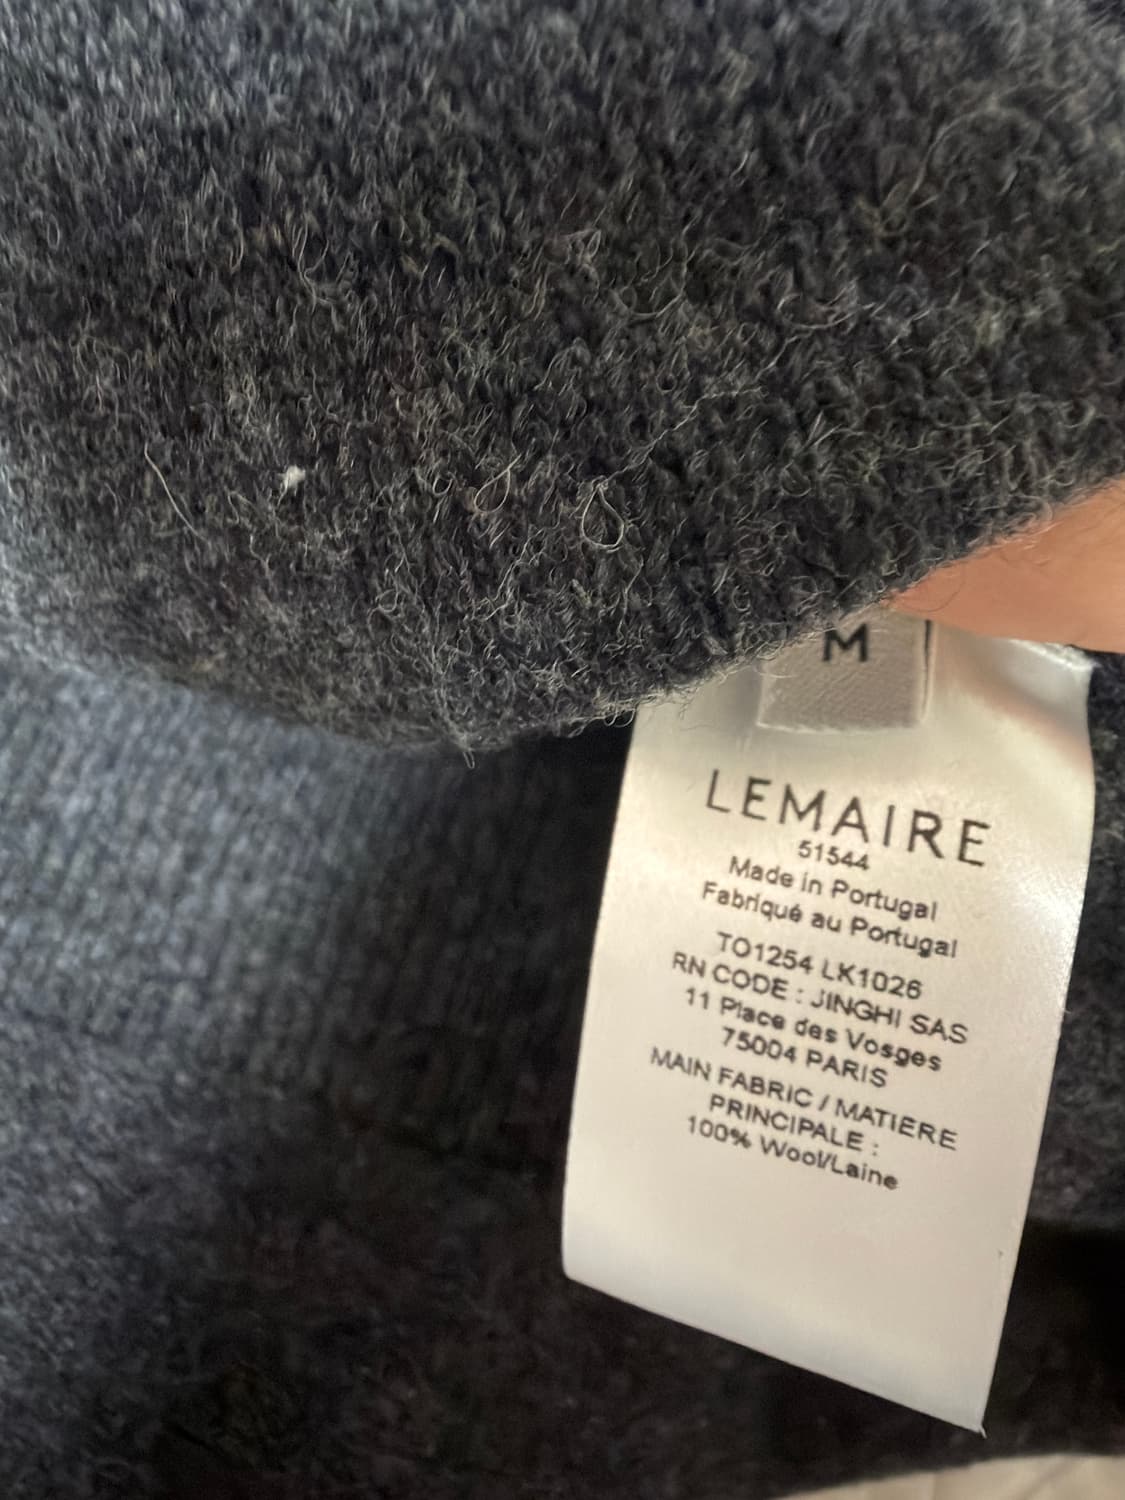 M
LEMAIRE
51544
Made in Portugal
Fabriqué au Portugal
TO1254 LK1026
RN CODE : JINGHI SAS
11 Place des Vosges
75004 PARIS
MAIN FABRIC / MATIERE
PRINCIPALE :
100% Wool/Laine